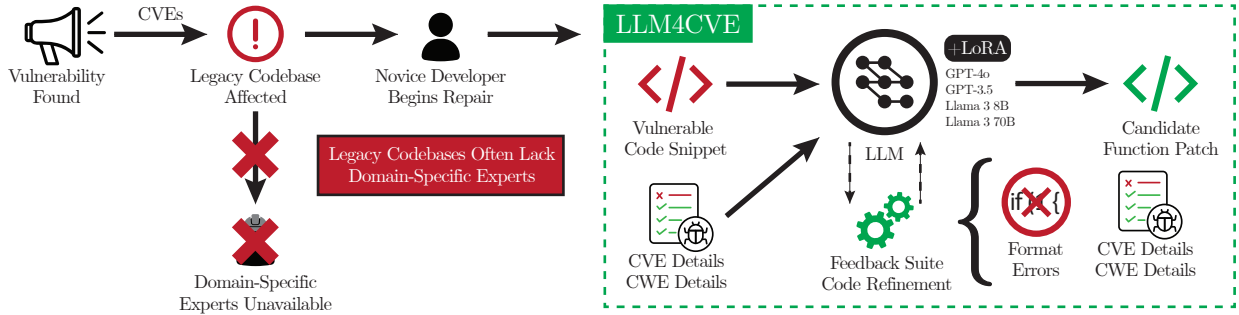 CVEs
Vulnerability
Found
Legacy Codebase
Affected
Novice Developer
Begins Repair
Legacy Codebases Often Lack
Domain-Specific Experts
Domain-Specific
Experts Unavailable
LLM4CVE
+LoRA
GPT-4o
GPT-3.5
Llama 3 8B
Llama 3 70B
Vulnerable
Code Snippet
LLM
Candidate
Function Patch
CVE Details
CWE Details
Feedback Suite
Code Refinement
Format
Errors
CVE Details
CWE Details